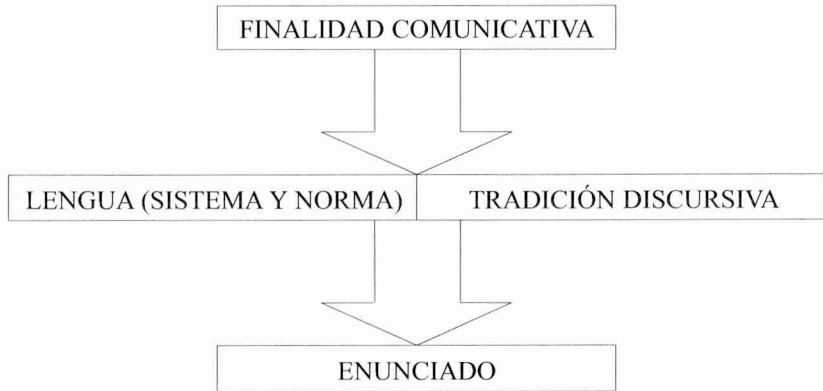 FINALIDAD COMUNICATIVA
LENGUA (SISTEMA Y NORMA)
TRADICIÓN DISCURSIVA
ENUNCIADO